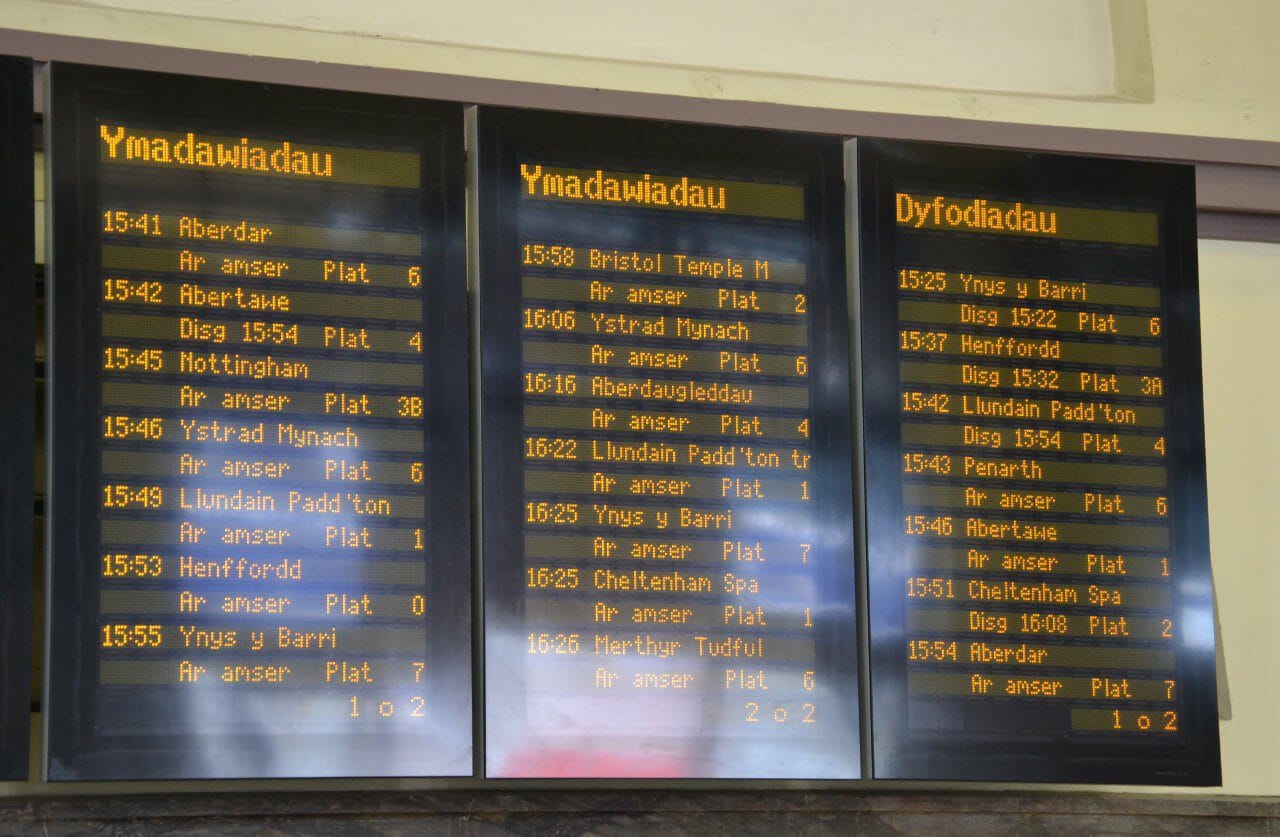 Ymadawiadau
15:41 Aberdar
Ar amser Plat 6
15:42 Abertawe
Disg 15:54 Plat 4
15:45 Nottingham
Ar amser Plat 3B
15:46 Ystrad Mynach
Ar amser Plat 6
15:49 Llundain Padd'ton
Ar amser Plat 1
15:53 Henffordd
Ar amser Plat 0
15:55 Ynys y Barri
Ar amser Plat 7
1 o 2
Ymadawiadau
15:58 Bristol Temple M
Ar amser Plat 2
16:06 Ystrad Mynach
Ar amser Plat 6
16:16 Aberdaugleddau
Ar amser Plat 4
16:22 Llundain Padd'ton tr
Ar amser Plat 1
16:25 Ynys y Barri
Ar amser Plat 7
16:25 Cheltenham Spa
Ar amser Plat 1
16:26 Merthyr Tudful
Ar amser Plat 6
2 o 2
Dyfodiadau
15:25 Ynys y Barri
Disg 15:22 Plat 6
15:37 Henffordd
Disg 15:32 Plat 3A
15:42 Llundain Padd'ton
Disg 15:54 Plat 4
15:43 Penarth
Ar amser Plat 6
15:46 Abertawe
Ar amser Plat 1
15:51 Cheltenham Spa
Disg 16:08 Plat 2
15:54 Aberdar
Ar amser Plat 7
1 o 2